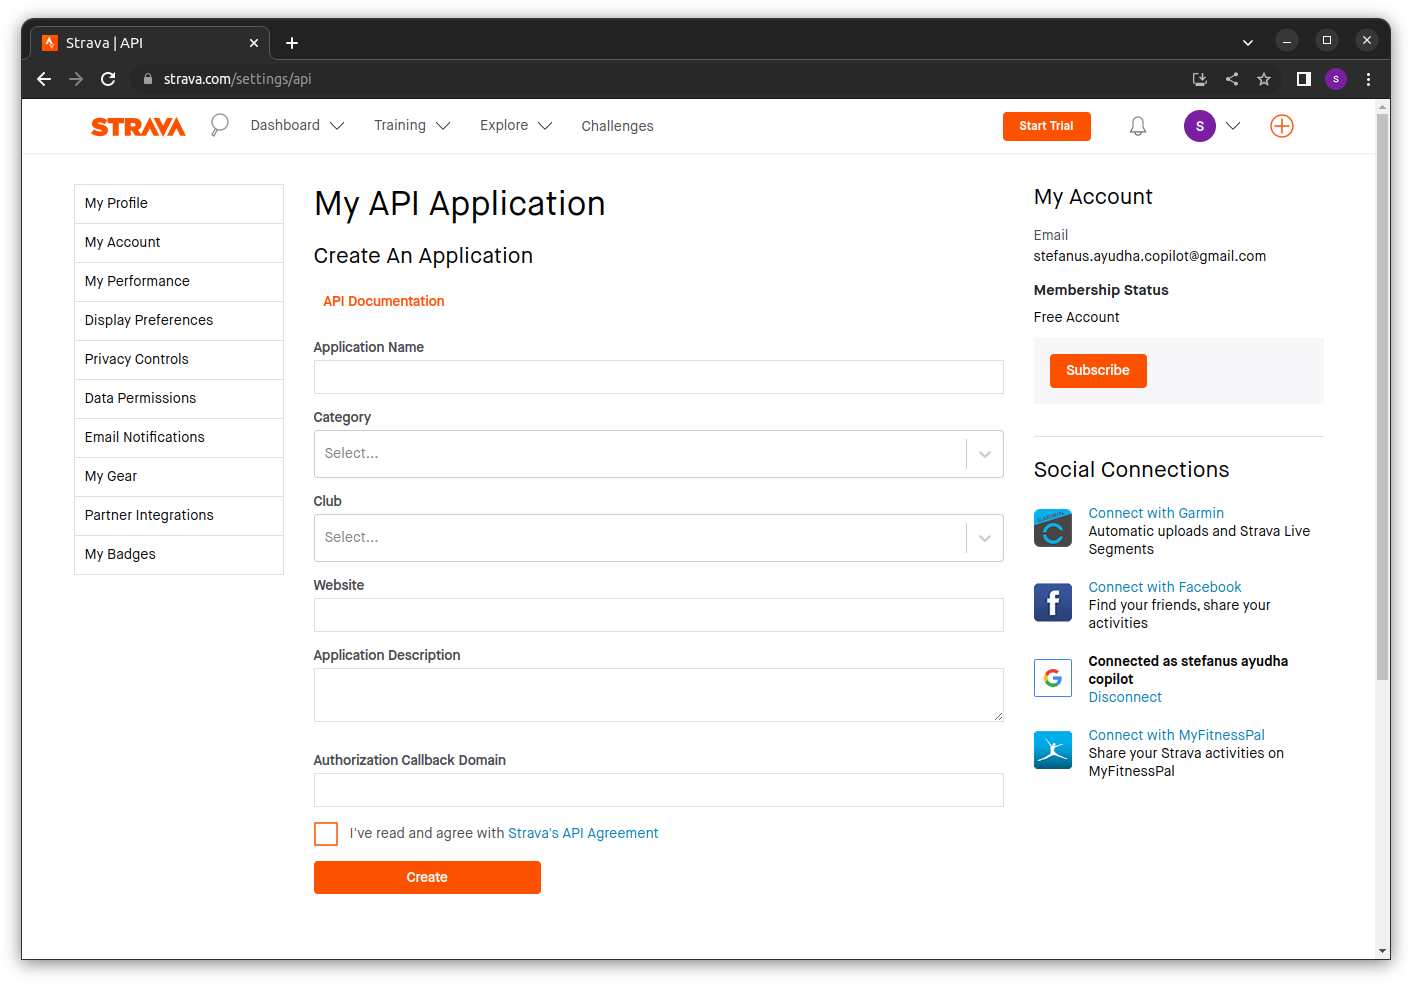 Strava | API
strava.com/settings/api
S
STRAVA
Dashboard
Training
Explore
Challenges
Start Trial
S
My Profile
My Account
My Performance
Display Preferences
Privacy Controls
Data Permissions
Email Notifications
My Gear
Partner Integrations
My Badges
My API Application
Create An Application
API Documentation
Application Name
Category
Select...
Club
Select...
Website
Application Description
Authorization Callback Domain
I've read and agree with Strava's API Agreement
Create
My Account
Email
stefanus.ayudha.copilot@gmail.com
Membership Status
Free Account
Subscribe
Social Connections
GARMIN
Connect with Garmin
Automatic uploads and Strava Live
Segments
Connect with Facebook
Find your friends, share your
activities
Connected as stefanus ayudha
copilot
Disconnect
Connect with MyFitnessPal
Share your Strava activities on
MyFitnessPal